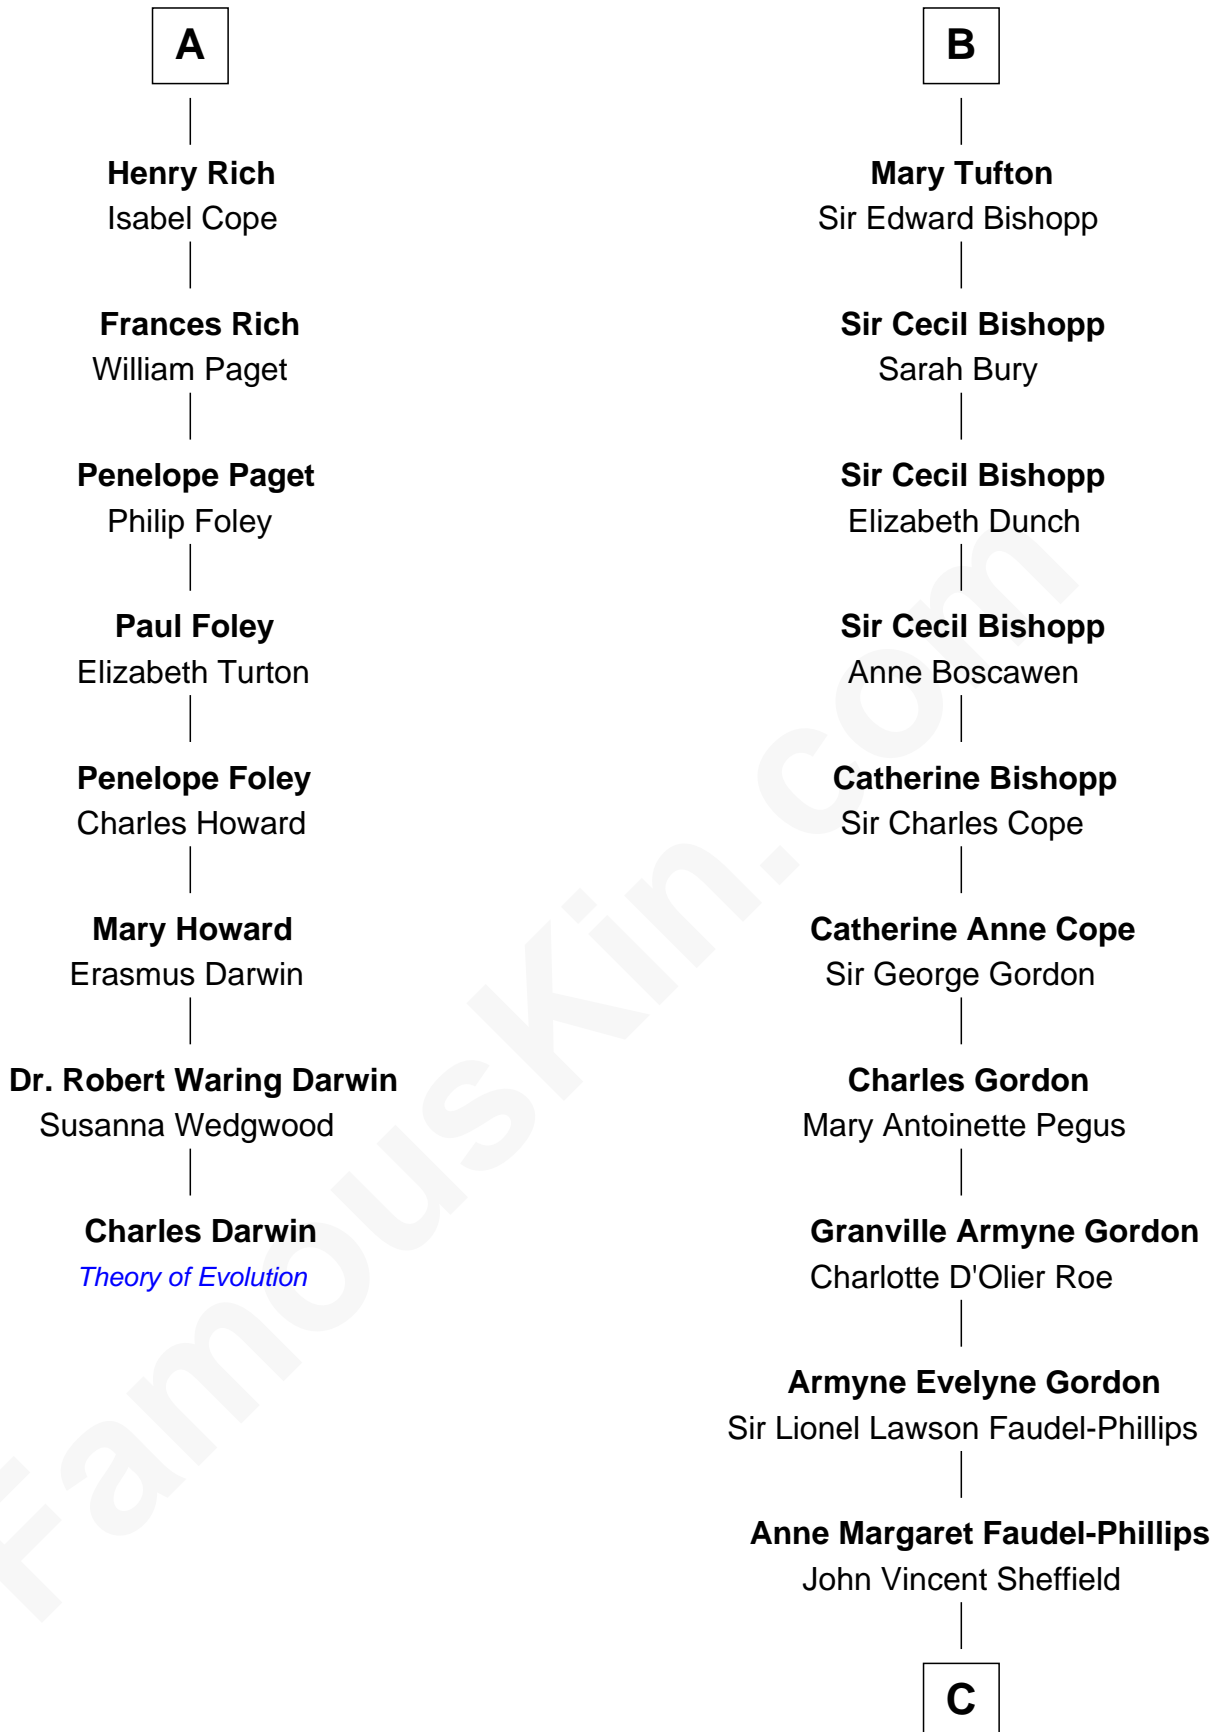 A
Henry Rich
Isabel Cope
Frances Rich
William Paget
Penelope Paget
Philip Foley
Paul Foley
Elizabeth Turton
Penelope Foley
Charles Howard
Mary Howard
Erasmus Darwin
Dr. Robert Waring Darwin
Susanna Wedgwood
Charles Darwin
Theory of Evolution
B
Mary Tufton
Sir Edward Bishopp
Sir Cecil Bishopp
Sarah Bury
Sir Cecil Bishopp
Elizabeth Dunch
Sir Cecil Bishopp
Anne Boscawen
Catherine Bishopp
Sir Charles Cope
Catherine Anne Cope
Sir George Gordon
Charles Gordon
Mary Antoinette Pegus
Granville Armyne Gordon
Charlotte D'Olier Roe
Armyne Evelyne Gordon
Sir Lionel Lawson Faudel-Phillips
Anne Margaret Faudel-Phillips
John Vincent Sheffield
C
FamousKin.com